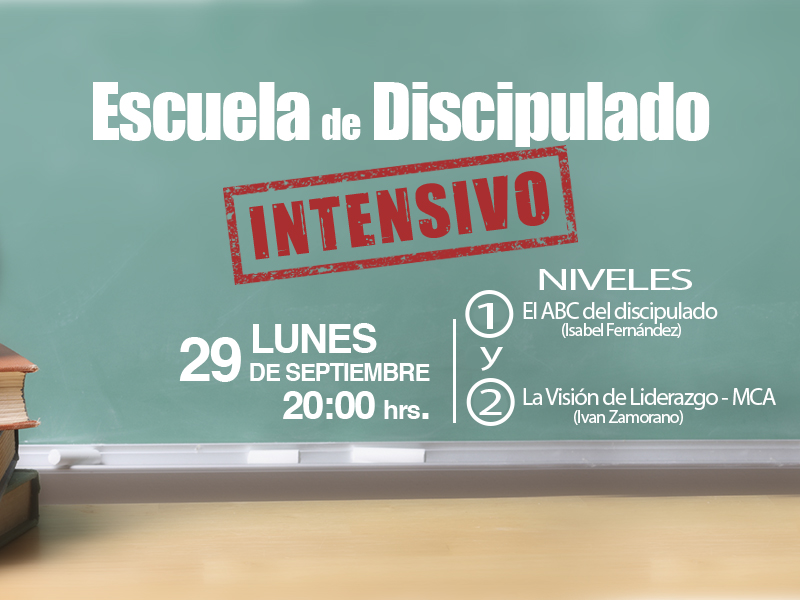 Escuela de Discipulado
INTENSIVO
29 LUNES
DE SEPTIEMBRE
20:00 hrs.
NIVELES
1 El ABC del discipulado
(Isabel Fernández)
y
2 La Visión de Liderazgo - MCA
(Ivan Zamorano)